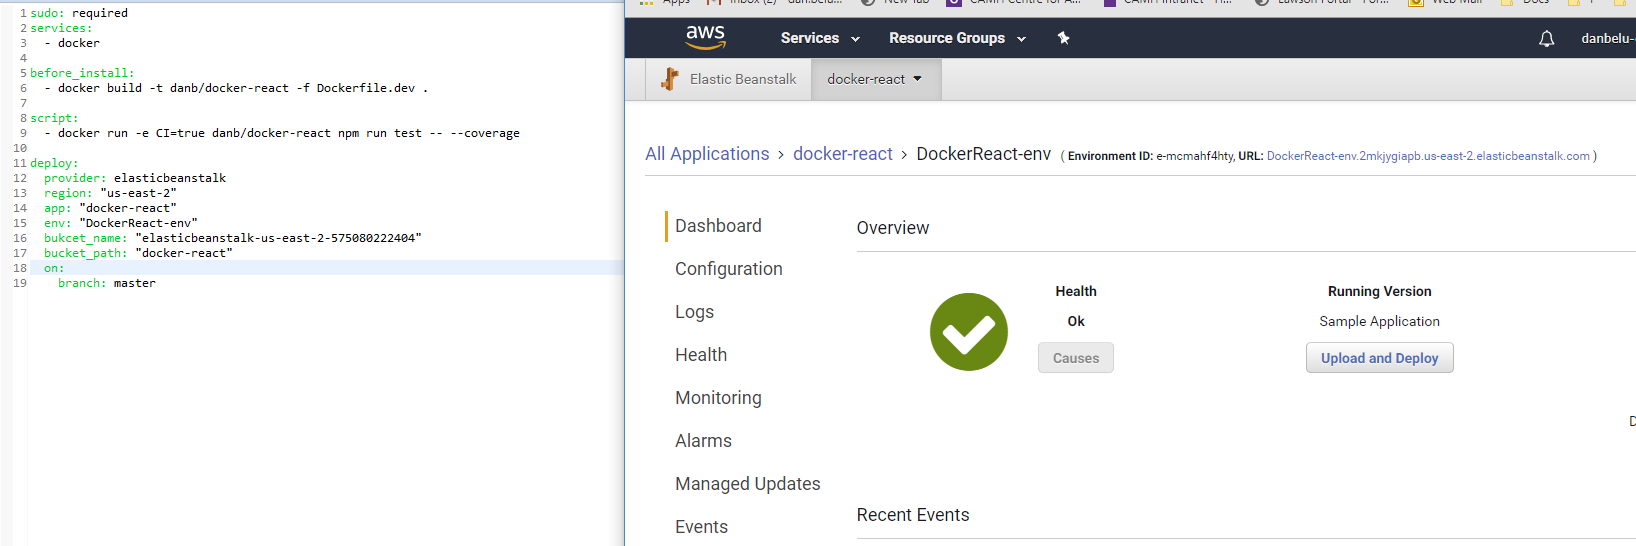 1 sudo: required
2 services:
3 - docker
4
5 before_install:
6 - docker build -t danb/docker-react -f Dockerfile.dev .
7
8 script:
9 - docker run -e CI=true danb/docker-react npm run test -- --coverage
10
11 deploy:
12 provider: elasticbeanstalk
13 region: "us-east-2"
14 app: "docker-react"
15 env: "DockerReact-env"
16 bukcet_name: "elasticbeanstalk-us-east-2-575080222404"
17 bucket_path: "docker-react"
18 on:
19 branch: master
Apps Inbox (2) New Tab
aws Services Resource Groups danbelu-
Elastic Beanstalk docker-react
All Applications > docker-react > DockerReact-env ( Environment ID: e-mcmahf4hty, URL: DockerReact-env.2mkjygiapb.us-east-2.elasticbeanstalk.com )
Dashboard
Configuration
Logs
Health
Monitoring
Alarms
Managed Updates
Events
Overview
Health
Ok
Causes
Running Version
Sample Application
Upload and Deploy
Recent Events